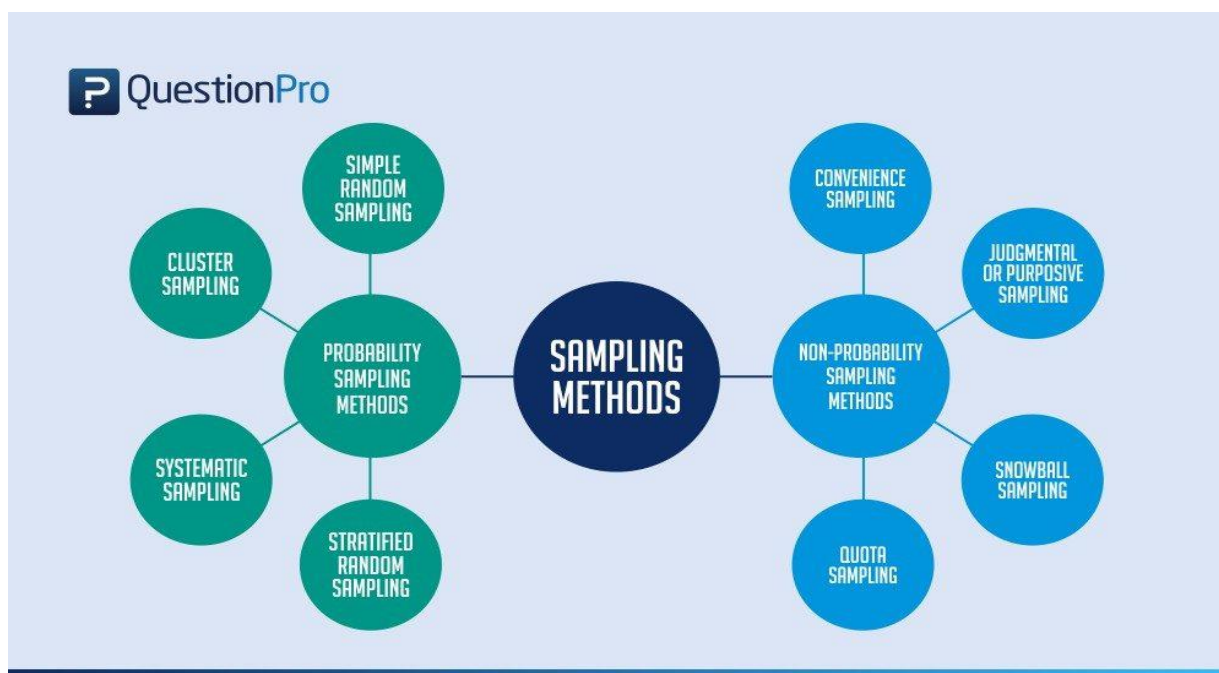 QuestionPro
SIMPLE
RANDOM
SAMPLING
CLUSTER
SAMPLING
PROBABILITY
SAMPLING
METHODS
SYSTEMATIC
SAMPLING
STRATIFIED
RANDOM
SAMPLING
SAMPLING
METHODS
CONVENIENCE
SAMPLING
JUDGMENTAL
OR PURPOSIVE
SAMPLING
NON-PROBABILITY
SAMPLING
METHODS
SNOWBALL
SAMPLING
QUOTA
SAMPLING